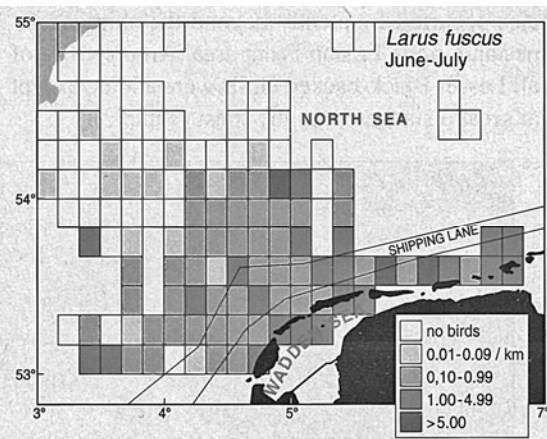 55°
Larus fuscus
June-July
NORTH SEA
54°
SHIPPING LANE
WADDEN SEA
no birds
0.01-0.09 / km
0,10-0.99
1.00-4.99
>5.00
53°
3° 4° 5° 7°